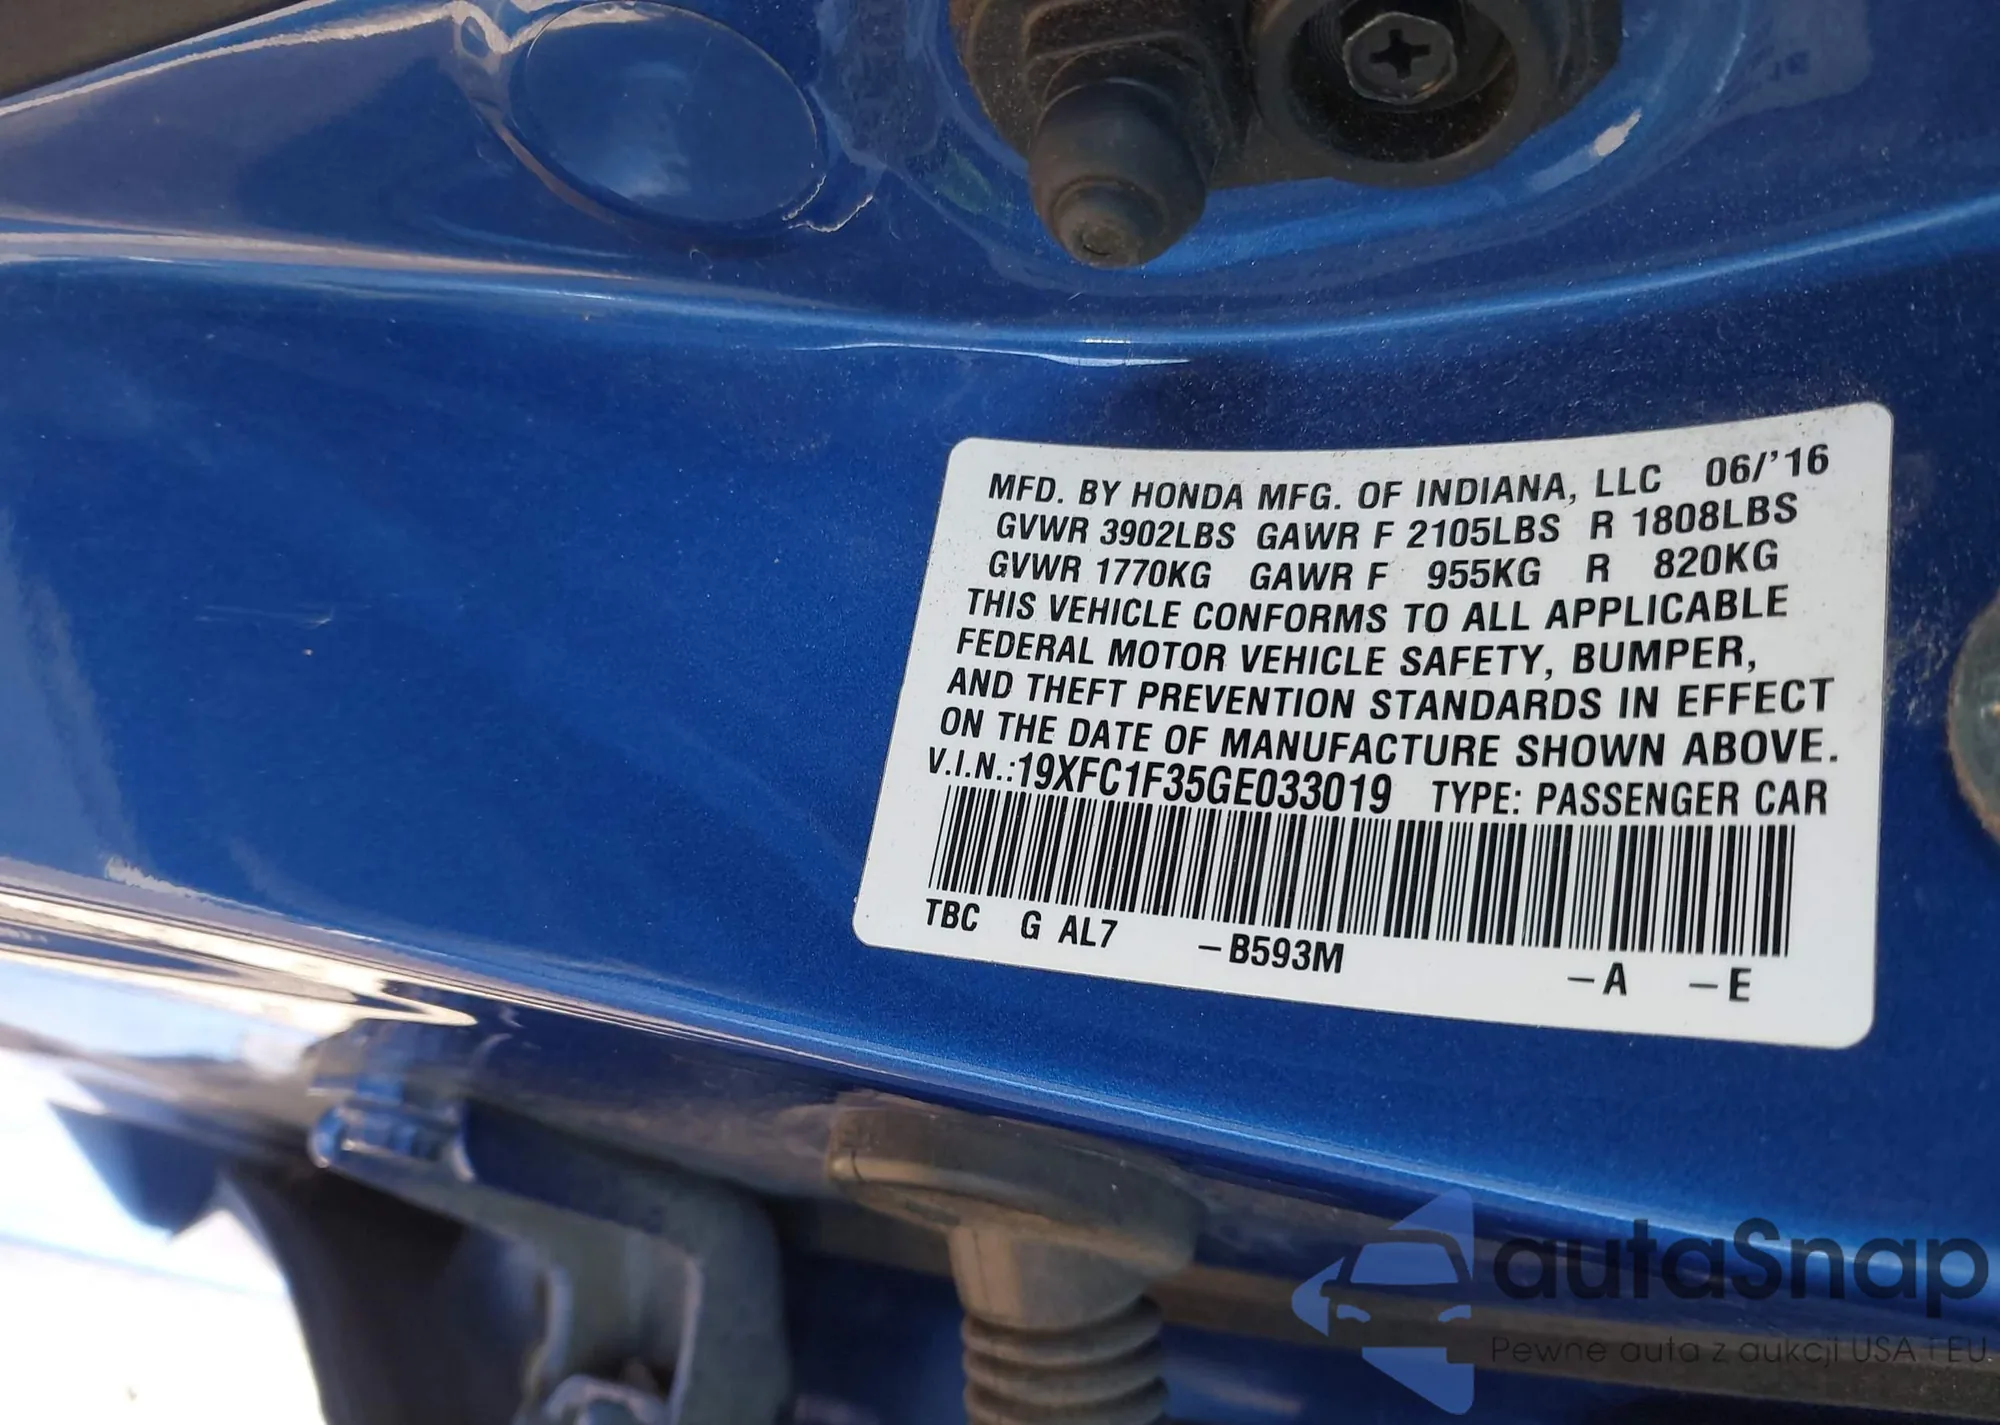 MFD. BY HONDA MFG. OF INDIANA, LLC 06/'16
GVWR 3902LBS GAWR F 2105LBS R 1808LBS
GVWR 1770KG GAWR F 955KG R 820KG
THIS VEHICLE CONFORMS TO ALL APPLICABLE
FEDERAL MOTOR VEHICLE SAFETY, BUMPER,
AND THEFT PREVENTION STANDARDS IN EFFECT
ON THE DATE OF MANUFACTURE SHOWN ABOVE.
V.I.N.:19XFC1F35GE033019 TYPE: PASSENGER CAR
TBC G AL7 -B593M -A -E
autaSnap
Pewne auta z aukcji USA i EU